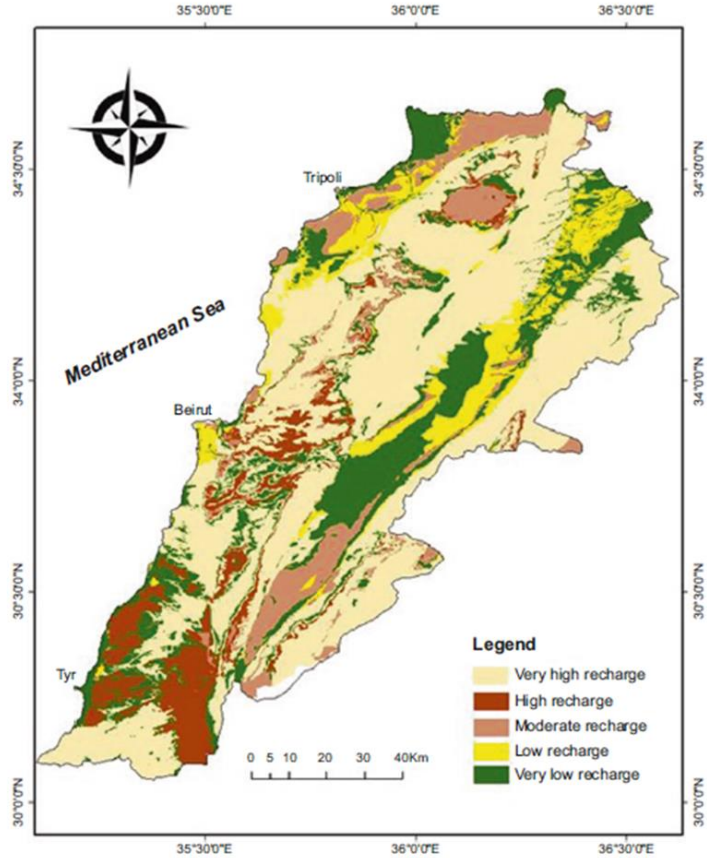 35°30'0"E 36°0'0"E 36°30'0"E
34°30'0"N 34°30'0"N
Tripoli
Mediterranean Sea
34°0'0"N 34°0'0"N
Beirut
30°30'0"N 30°30'0"N
Legend
Tyr
Very high recharge
High recharge
Moderate recharge
Low recharge
Very low recharge
0 5 10 20 30 40Km
30°0'0"N 30°0'0"N
35°30'0"E 36°0'0"E 36°30'0"E